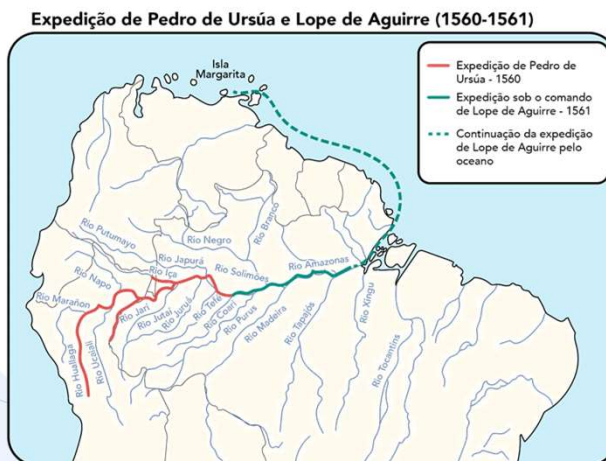 Expedição de Pedro de Ursúa e Lope de Aguirre (1560-1561)
Isla
Margarita
Expedição de Pedro de
Ursúa - 1560
Expedição sob o comando
de Lope de Aguirre - 1561
Continuação da expedição
de Lope de Aguirre pelo
oceano
Rio Branco
Rio Putumayo
Rio Negro
Rio Japurá
Rio Içа
Rio Solimões
Rio Amazonas
Rio Napo
Rio Marañon
Rio Jari
Rio Jutai
Rio Juruá
Rio Tefé
Rio Coari
Rio Purus
Rio Madeira
Rio Tapajós
Rio Xingu
Rio Tocantins
Rio Huallaga
Rio Ucaiali